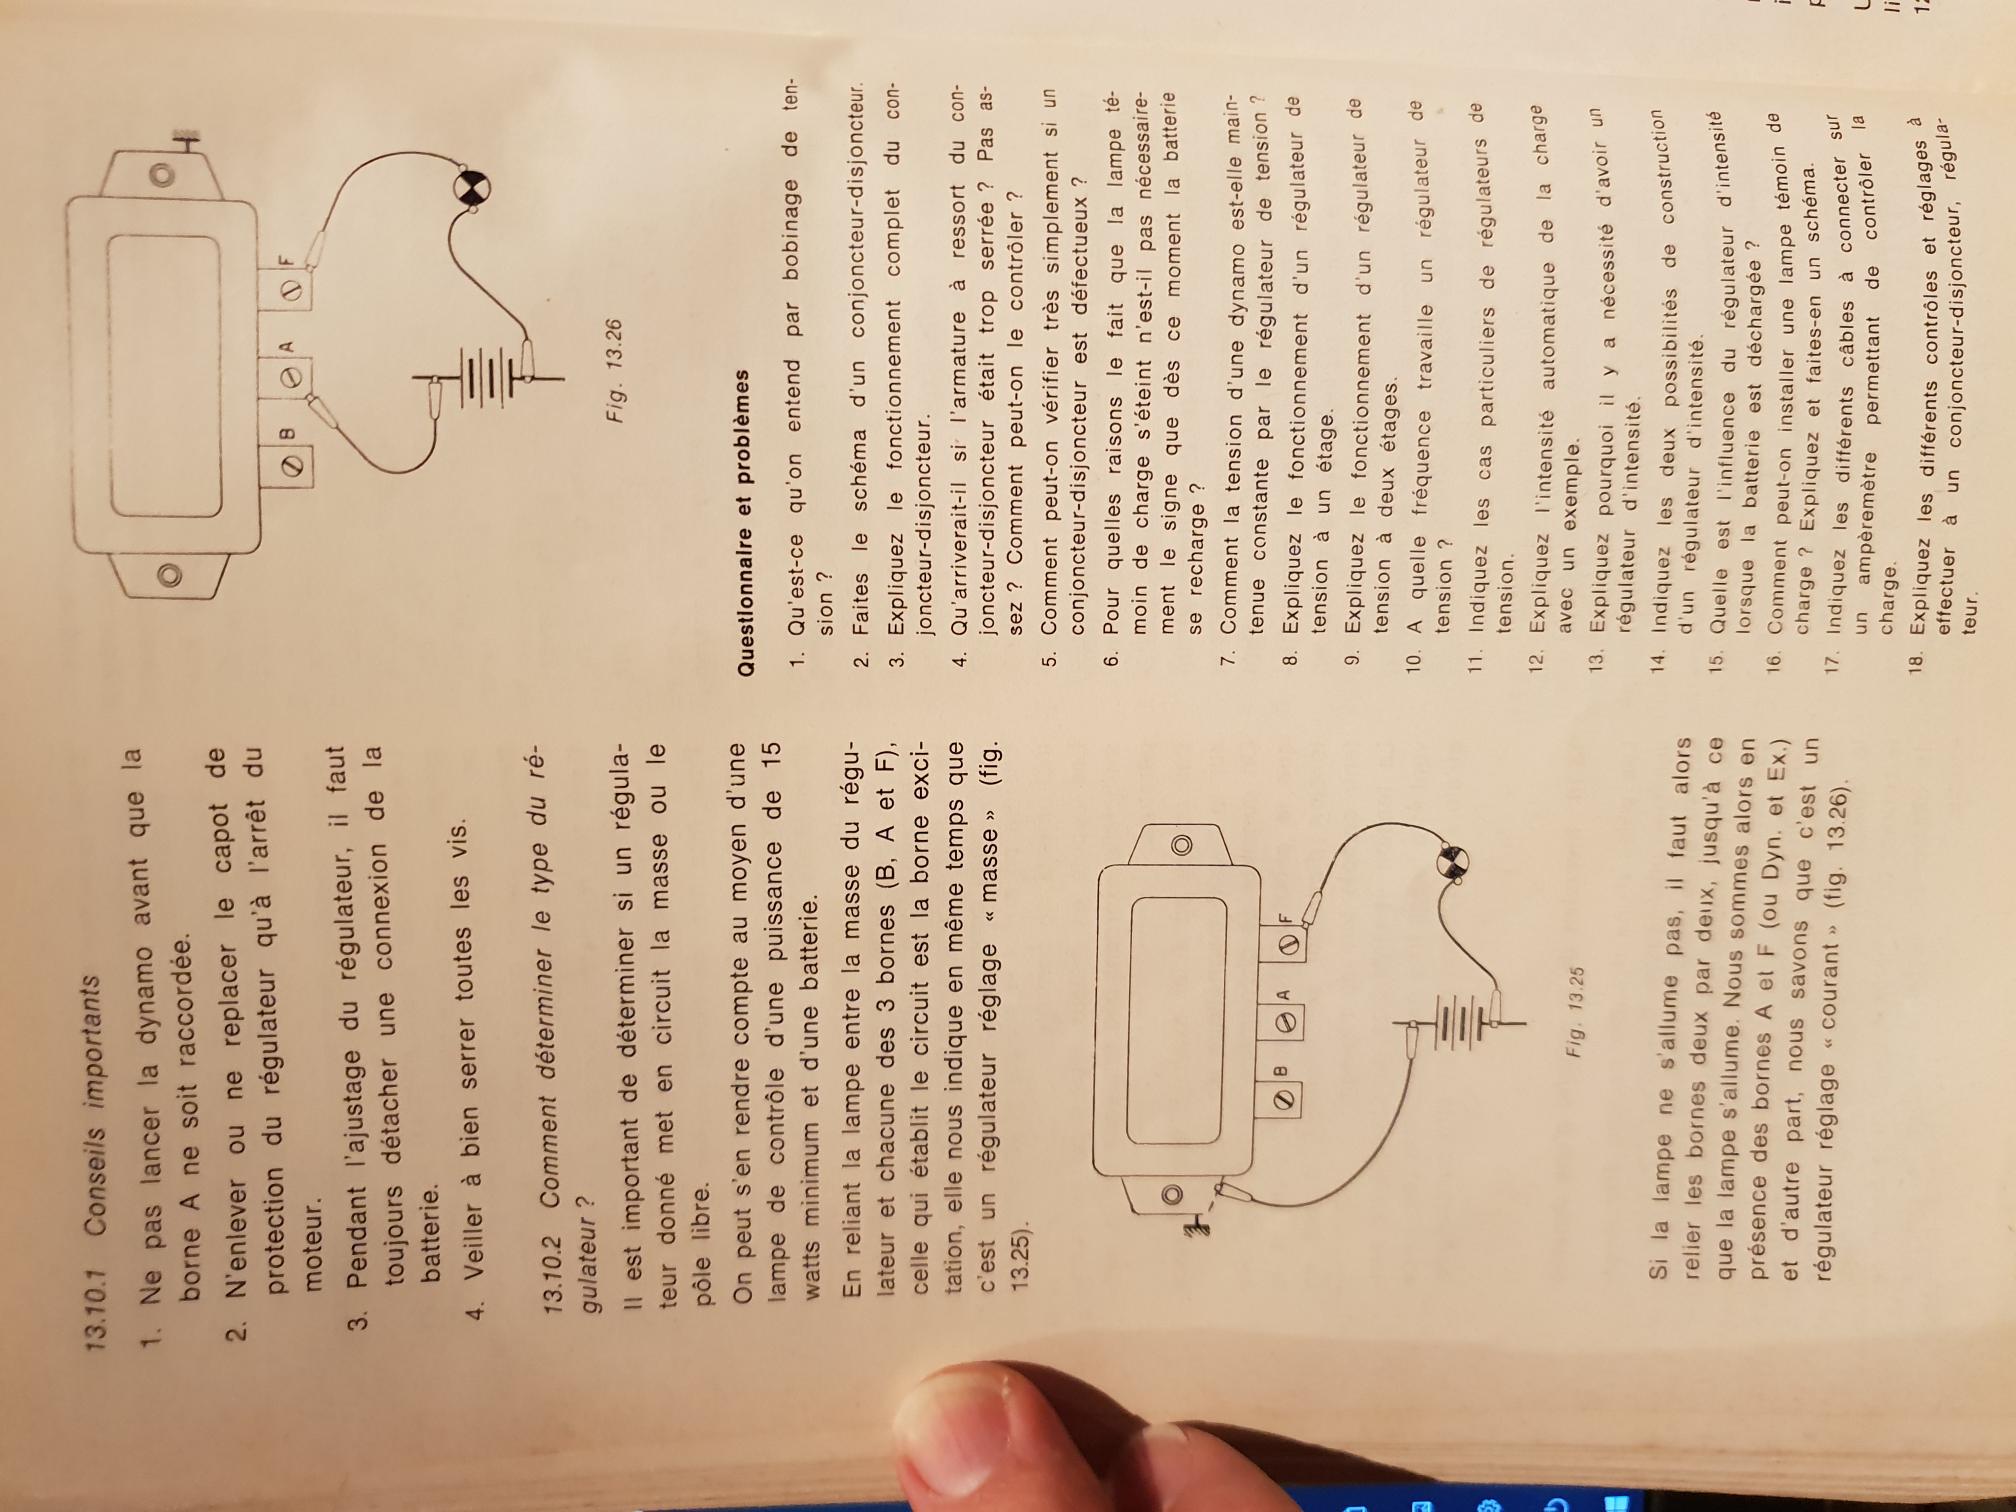 13.10.1 Conseils importants
1. Ne pas lancer la dynamo avant que la
borne A ne soit raccordée.
2. N'enlever ou ne replacer le capot de
protection du régulateur qu'à l'arrêt du
moteur.
3. Pendant l'ajustage du régulateur, il faut
toujours détacher une connexion de la
batterie.
4. Veiller à bien serrer toutes les vis.
13.10.2 Comment déterminer le type du ré-
gulateur ?
Il est important de déterminer si un régula-
teur donné met en circuit la masse ou le
pôle libre.
On peut s'en rendre compte au moyen d'une
lampe de contrôle d'une puissance de 15
watts minimum et d'une batterie.
En reliant la lampe entre la masse du régu-
lateur et chacune des 3 bornes (B, A et F),
celle qui établit le circuit est la borne exci-
tation, elle nous indique en même temps que
c'est un régulateur réglage « masse » (fig.
13.25).
B A F
Fig. 13.25
Si la lampe ne s'allume pas, il faut alors
relier les bornes deux par deux, jusqu'à ce
que la lampe s'allume. Nous sommes alors en
présence des bornes A et F (ou Dyn. et Ex.)
et d'autre part, nous savons que c'est un
régulateur réglage « courant » (fig. 13.26).
B A F
Fig. 13.26
Questionnaire et problèmes
1. Qu'est-ce qu'on entend par bobinage de ten-
sion ?
2. Faites le schéma d'un conjoncteur-disjoncteur.
3. Expliquez le fonctionnement complet du con-
joncteur-disjoncteur.
4. Qu'arriverait-il si l'armature à ressort du con-
joncteur-disjoncteur était trop serrée ? Pas as-
sez ? Comment peut-on le contrôler ?
5. Comment peut-on vérifier très simplement si un
conjoncteur-disjoncteur est défectueux ?
6. Pour quelles raisons le fait que la lampe té-
moin de charge s'éteint n'est-il pas nécessaire-
ment le signe que dès ce moment la batterie
se recharge ?
7. Comment la tension d'une dynamo est-elle main-
tenue constante par le régulateur de tension ?
8. Expliquez le fonctionnement d'un régulateur de
tension à un étage.
9. Expliquez le fonctionnement d'un régulateur de
tension à deux étages.
10. A quelle fréquence travaille un régulateur de
tension ?
11. Indiquez les cas particuliers de régulateurs de
tension.
12. Expliquez l'intensité automatique de la charge
avec un exemple.
13. Expliquez pourquoi il y a nécessité d'avoir un
régulateur d'intensité.
14. Indiquez les deux possibilités de construction
d'un régulateur d'intensité.
15. Quelle est l'influence du régulateur d'intensité
lorsque la batterie est déchargée ?
16. Comment peut-on installer une lampe témoin de
charge ? Expliquez et faites-en un schéma.
17. Indiquez les différents câbles à connecter sur
un ampèremètre permettant de contrôler la
charge.
18. Expliquez les différents contrôles et réglages à
effectuer à un conjoncteur-disjoncteur, régula-
teur.